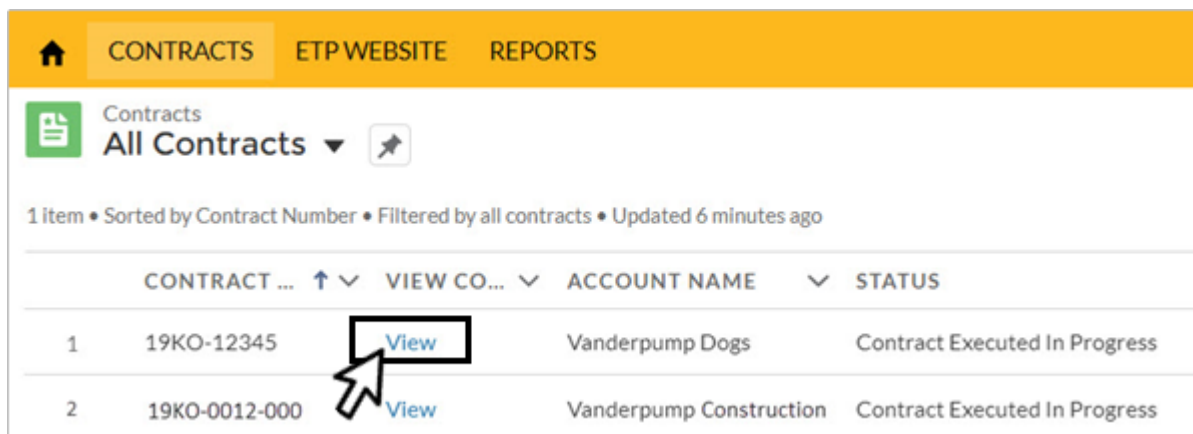 CONTRACTS ETP WEBSITE REPORTS
Contracts
All Contracts
1 item • Sorted by Contract Number • Filtered by all contracts • Updated 6 minutes ago
CONTRACT ... VIEW CO... ACCOUNT NAME STATUS
1 19KO-12345 View Vanderpump Dogs Contract Executed In Progress
2 19KO-0012-000 View Vanderpump Construction Contract Executed In Progress